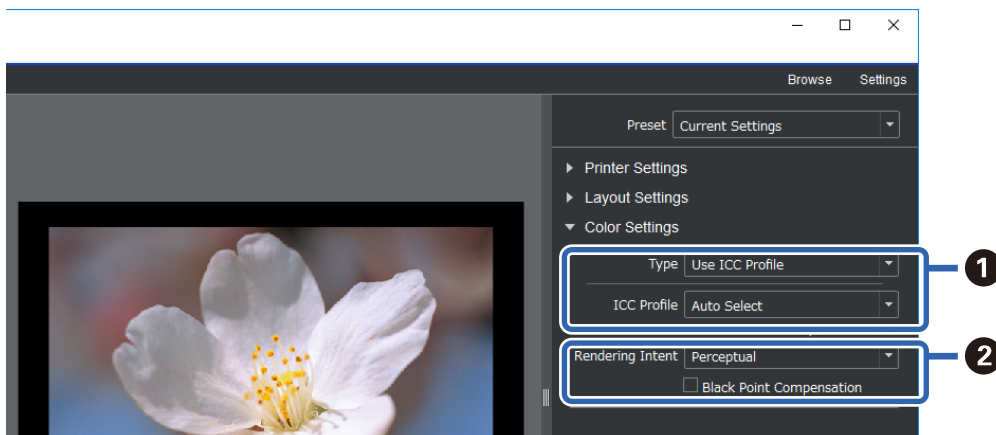 Browse Settings
Preset Current Settings
Printer Settings
Layout Settings
Color Settings
Type Use ICC Profile
1
ICC Profile Auto Select
Rendering Intent Perceptual
2
Black Point Compensation